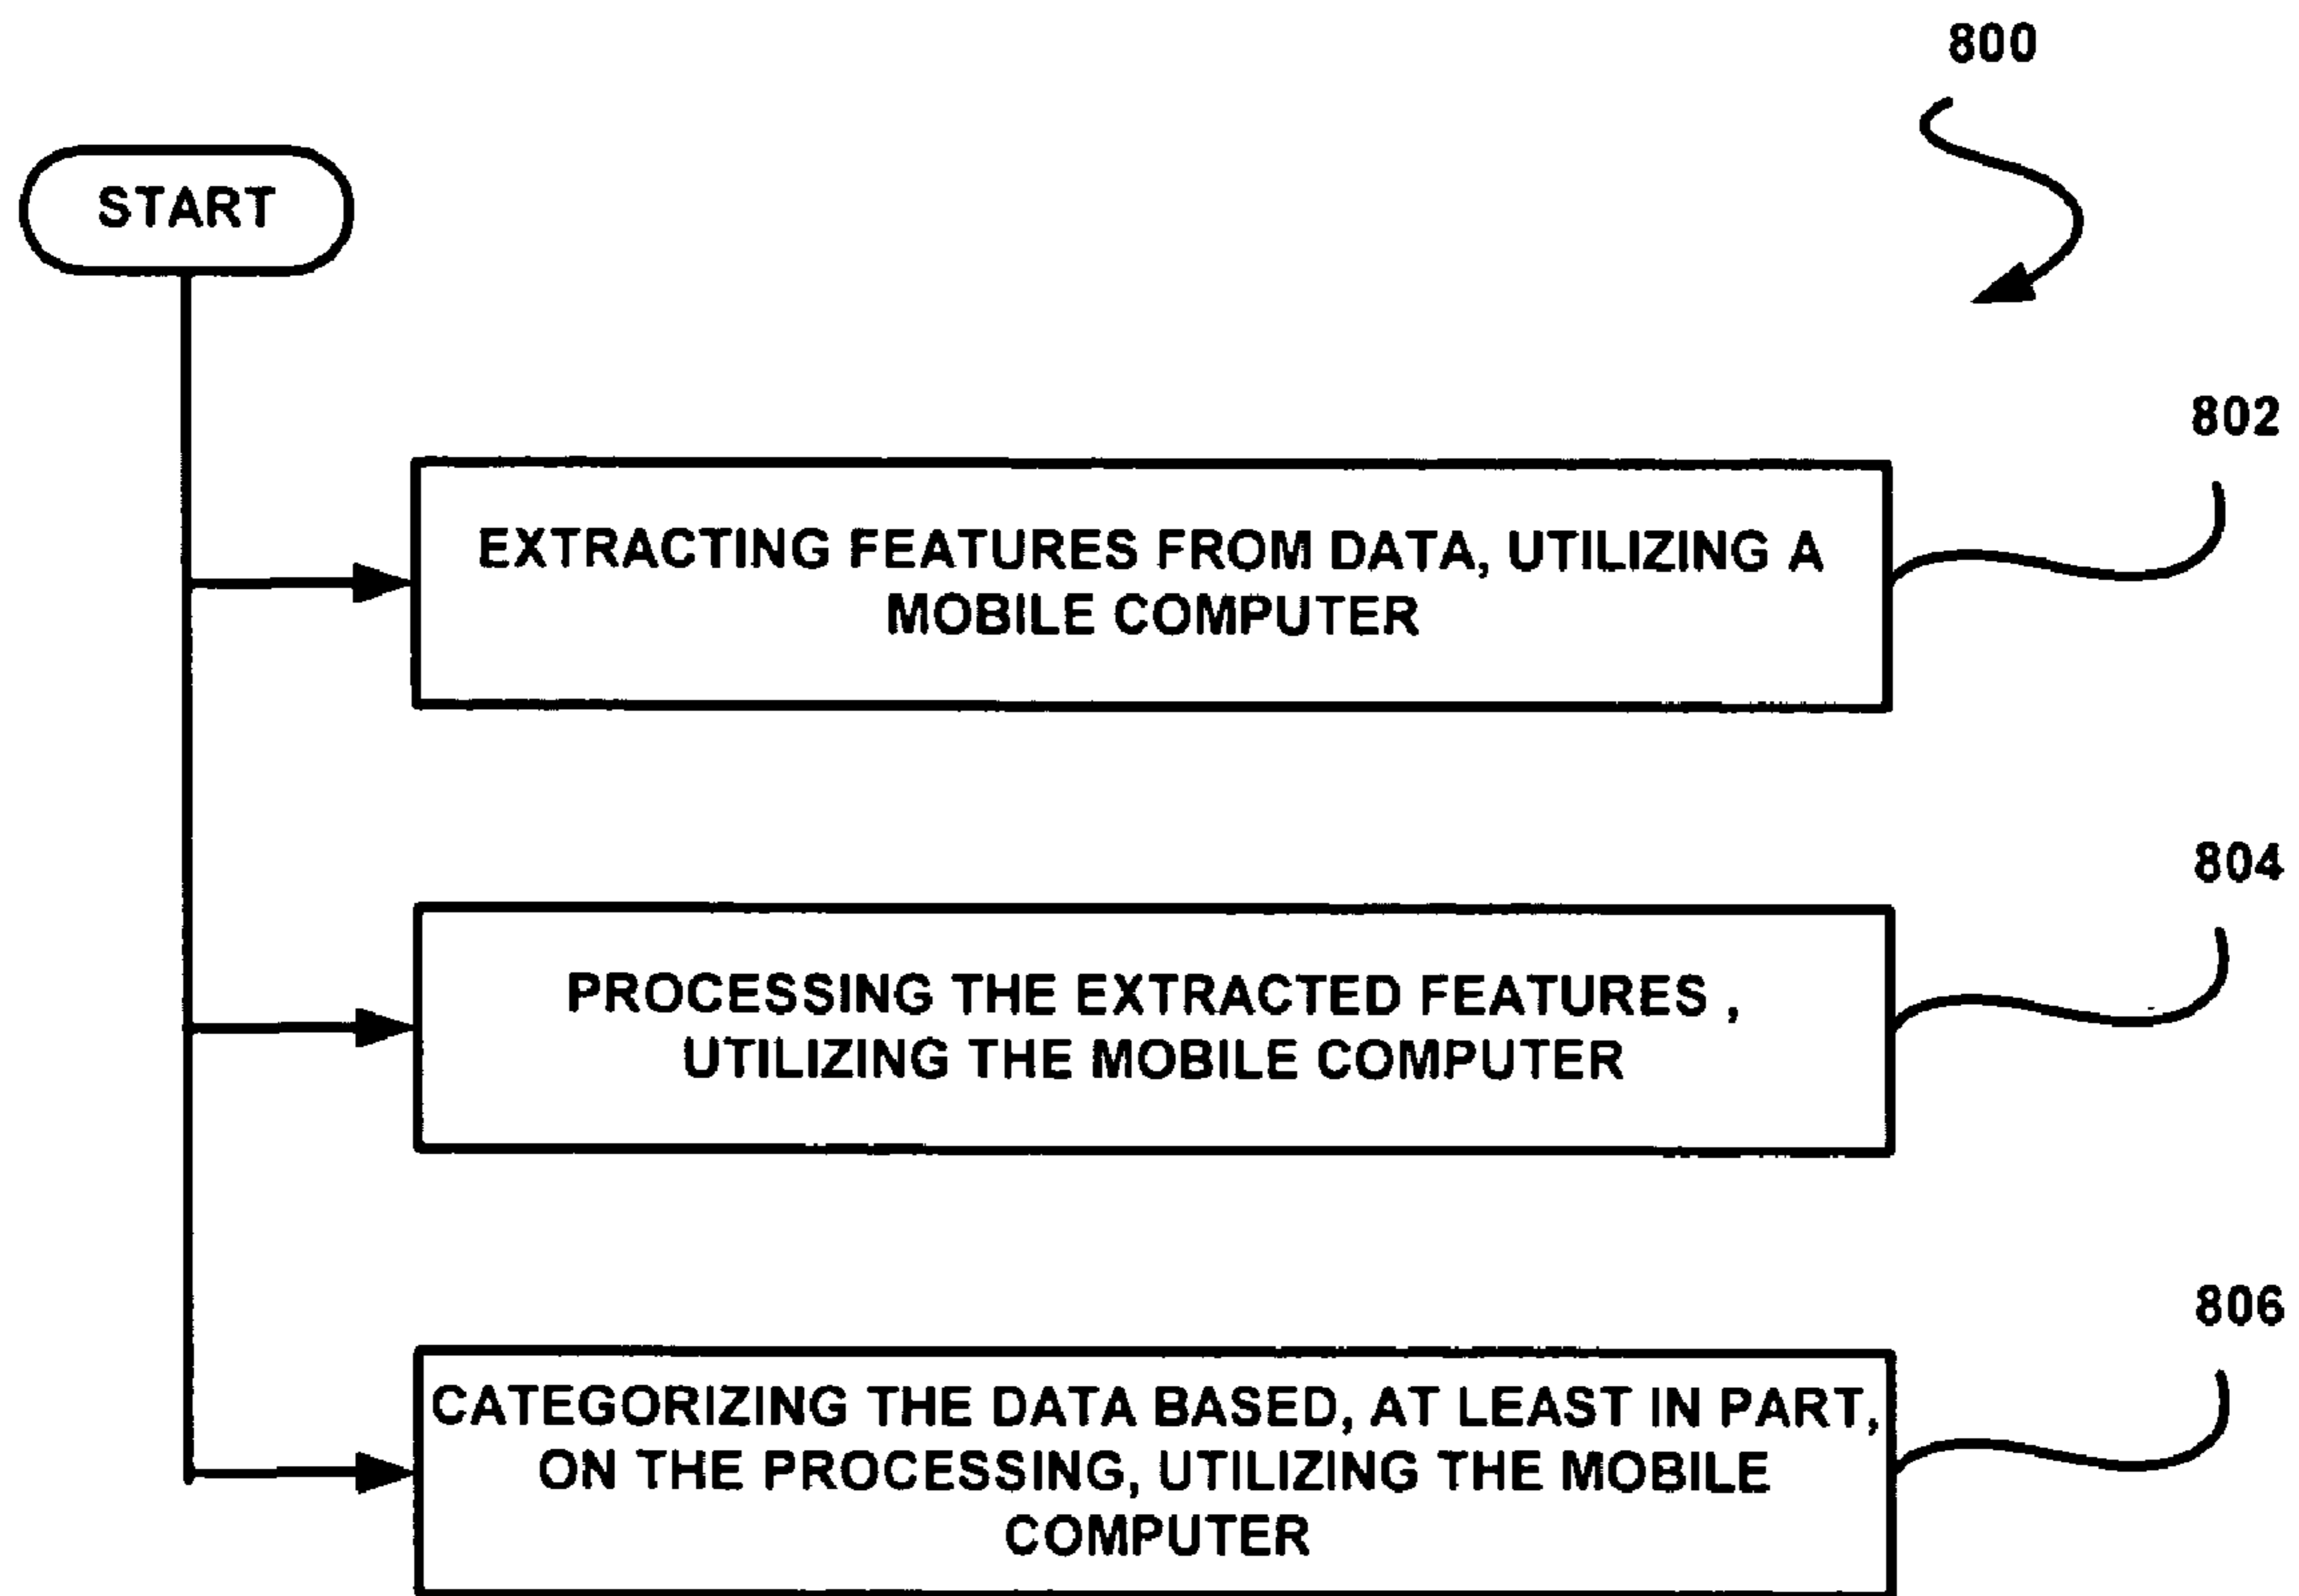 800
START
802
EXTRACTING FEATURES FROM DATA, UTILIZING A
MOBILE COMPUTER
804
PROCESSING THE EXTRACTED FEATURES ,
UTILIZING THE MOBILE COMPUTER
806
CATEGORIZING THE DATA BASED, AT LEAST IN PART,
ON THE PROCESSING, UTILIZING THE MOBILE
COMPUTER